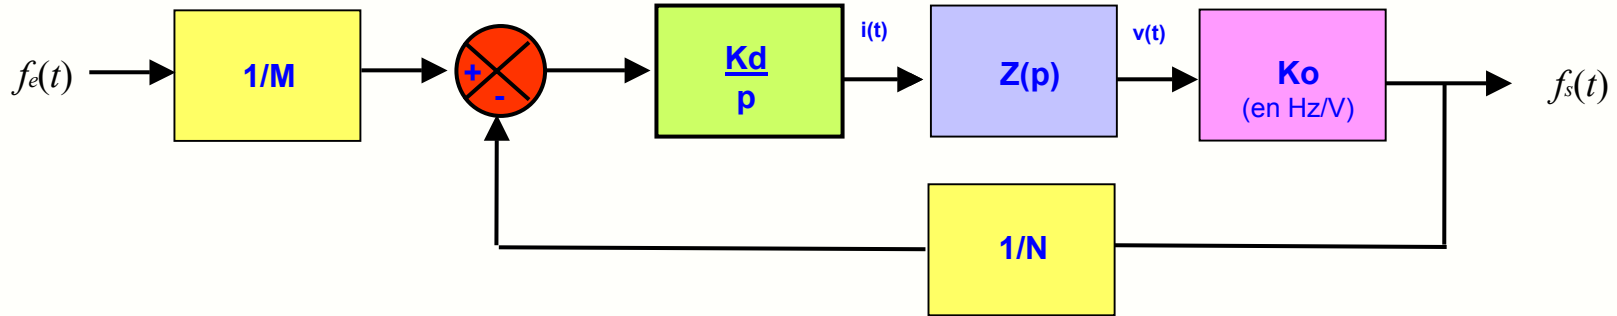 fe(t)
1/M
+
-
Kd
p
i(t)
Z(p)
v(t)
Ko
(en Hz/V)
fs(t)
1/N